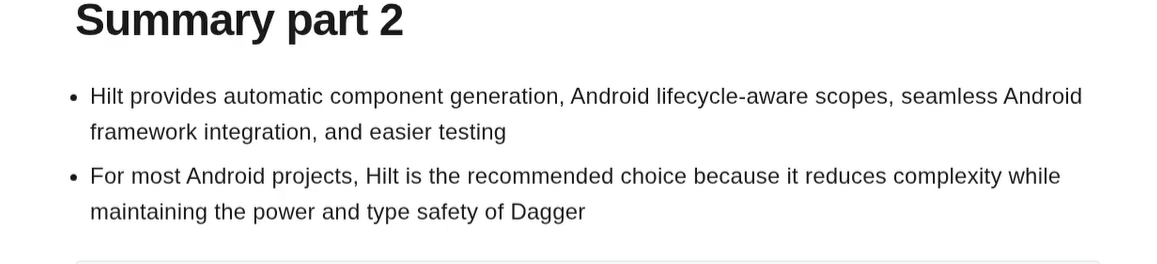 Summary part 2
• Hilt provides automatic component generation, Android lifecycle-aware scopes, seamless Android
framework integration, and easier testing
• For most Android projects, Hilt is the recommended choice because it reduces complexity while
maintaining the power and type safety of Dagger